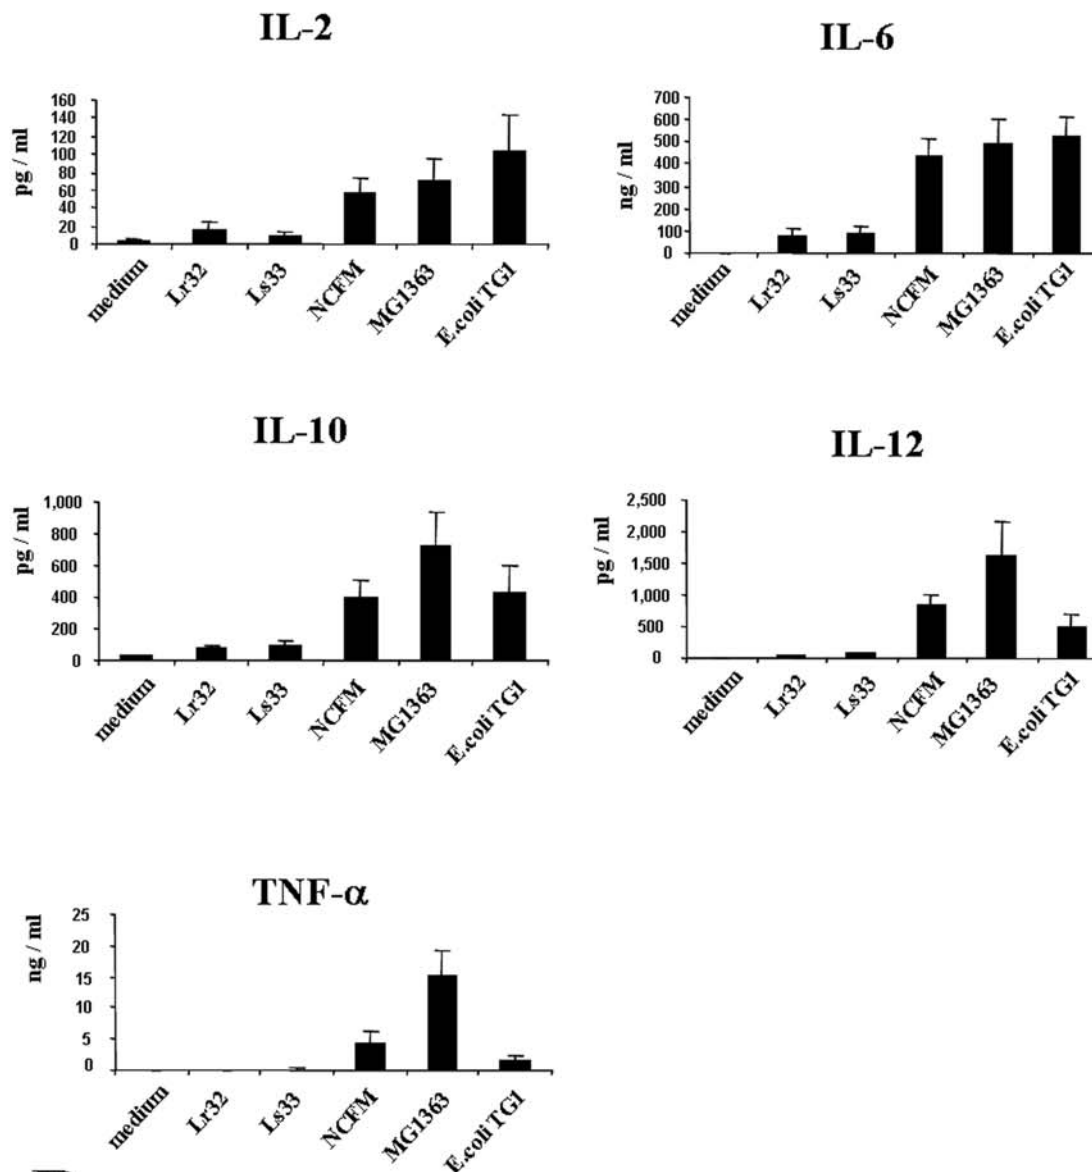 IL-2
pg / ml
160
140
120
100
80
60
40
20
0
medium
Lr32
Ls33
NCFM
MG1363
E.coli TG1
IL-6
ng / ml
700
600
500
400
300
200
100
0
medium
Lr32
Ls33
NCFM
MG1363
E.coli TG1
IL-10
pg / ml
1,000
800
600
400
200
0
medium
Lr32
Ls33
NCFM
MG1363
E.coli TG1
IL-12
pg / ml
2,500
2,000
1,500
1,000
500
0
medium
Lr32
Ls33
NCFM
MG1363
E.coli TG1
TNF-α
ng / ml
25
20
15
10
5
0
medium
Lr32
Ls33
NCFM
MG1363
E.coli TG1